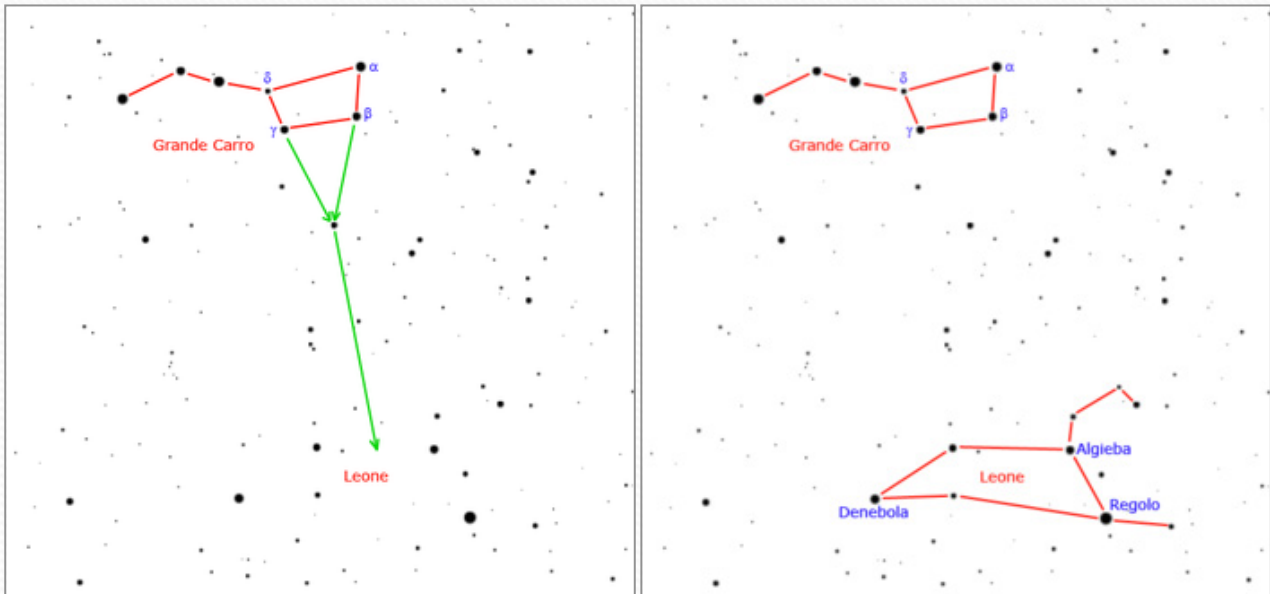 δ
α
β
γ
Grande Carro
Leone
δ
α
β
γ
Grande Carro
Algieba
Leone
Regolo
Denebola